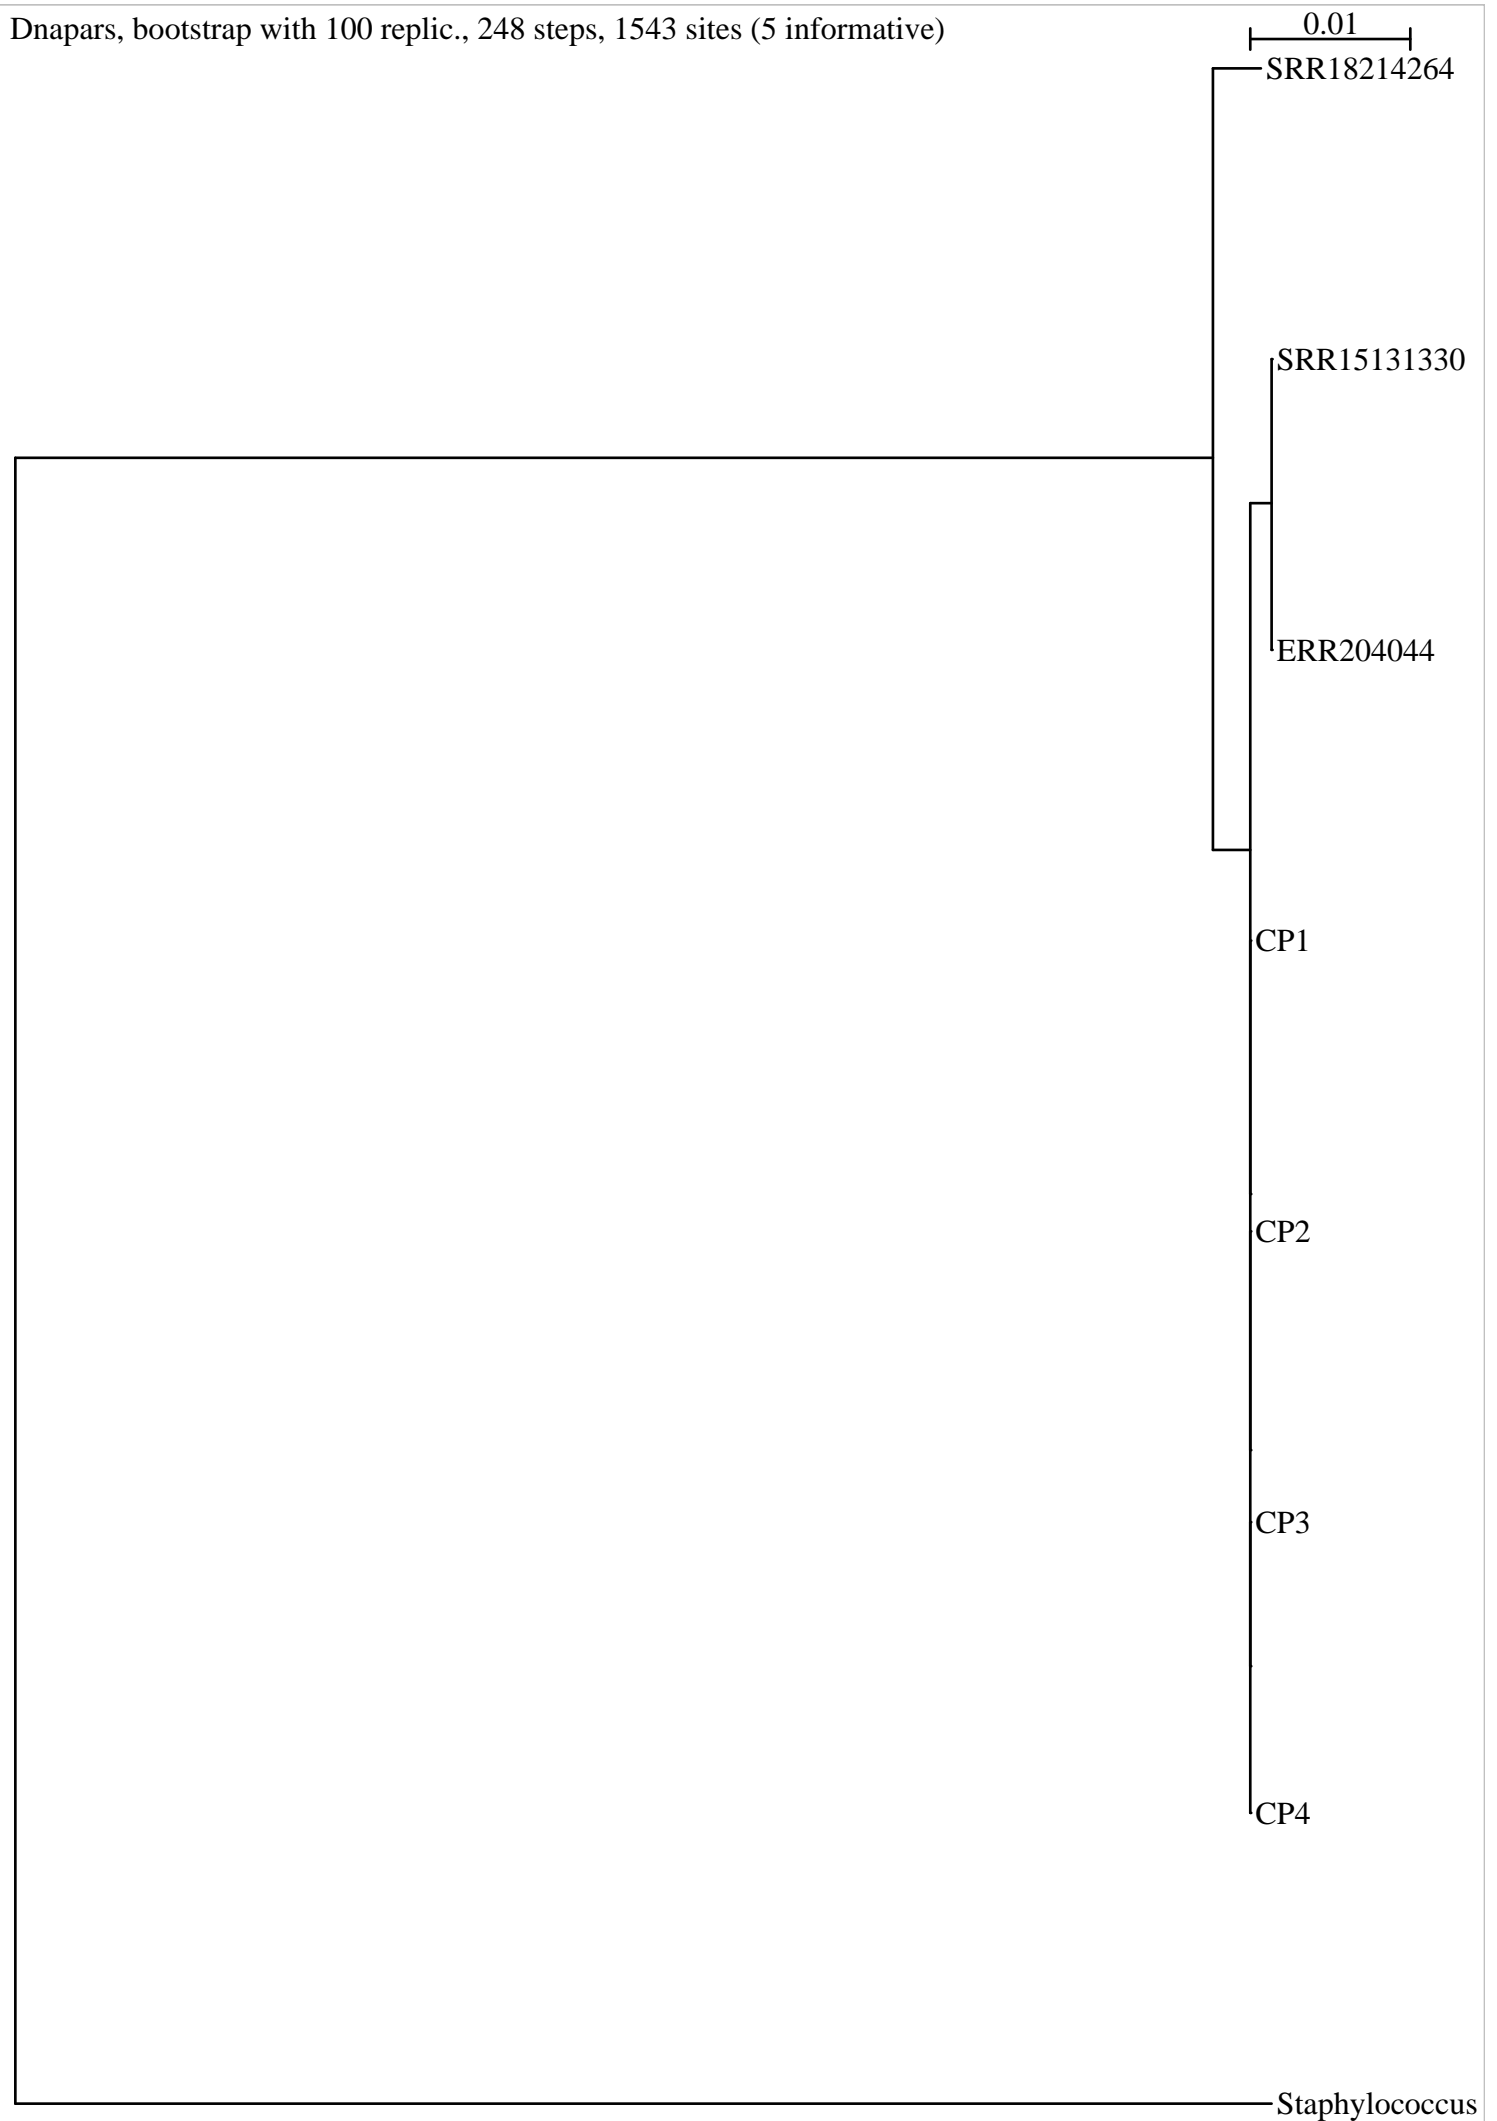 Dnapars, bootstrap with 100 replic., 248 steps, 1543 sites (5 informative)
0.01
SRR18214264
SRR15131330
ERR204044
CP1
CP2
CP3
CP4
Staphylococcus